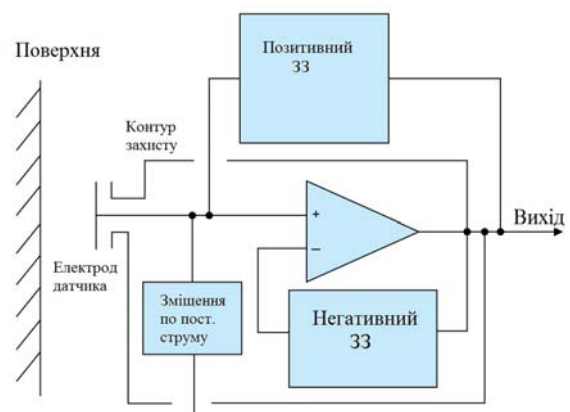 Позитивний
ЗЗ
Поверхня
Контур
захисту
+
Вихід
–
Електрод
датчика
Зміщення
по пост.
струму
Негативний
ЗЗ